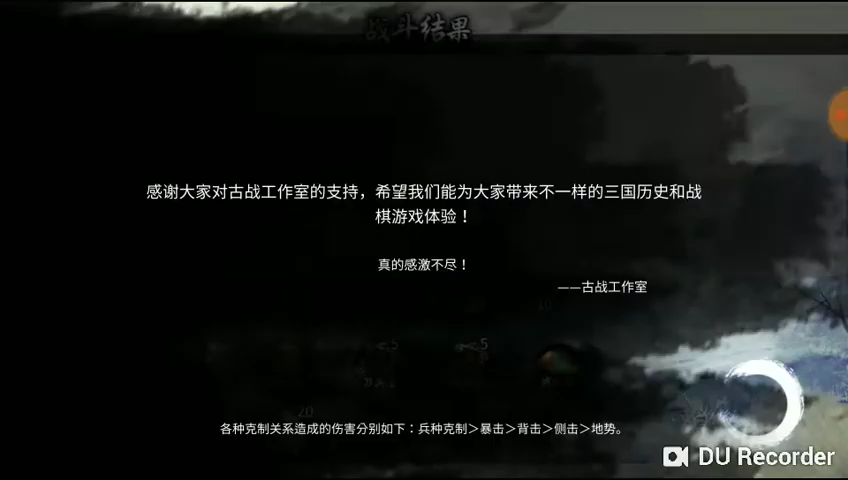 战斗结果
感谢大家对古战工作室的支持，希望我们能为大家带来不一样的三国历史和战
棋游戏体验！
真的感激不尽！
——古战工作室
10
5
5
20
各种克制关系造成的伤害分别如下：兵种克制>暴击>背击>侧击>地势。
DU Recorder